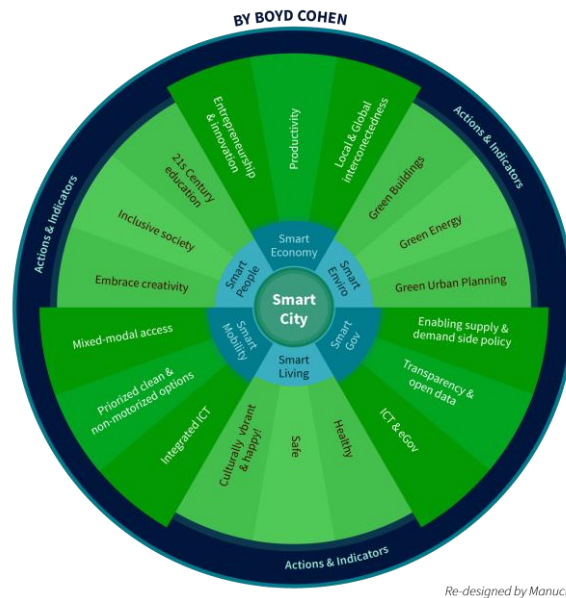 BY BOYD COHEN
Entrepreneurship
& innovation
Productivity
Local & Global
interconectedness
Actions & Indicators
Green Buildings
Green Energy
Green Urban Planning
Enabling supply &
demand side policy
Transparency &
open data
ICT & eGov
Healthy
Safe
Culturally vbrant
& happy!
Actions & Indicators
Integrated ICT
Priorized clean &
non-motorized options
Mixed-modal access
Embrace creativity
Inclusive society
21s Century
education
Actions & Indicators
Smart
Economy
Smart
Enviro
Smart
Gov
Smart
Living
Smart
Mobility
Smart
People
Smart
City
Re-designed by Manuc